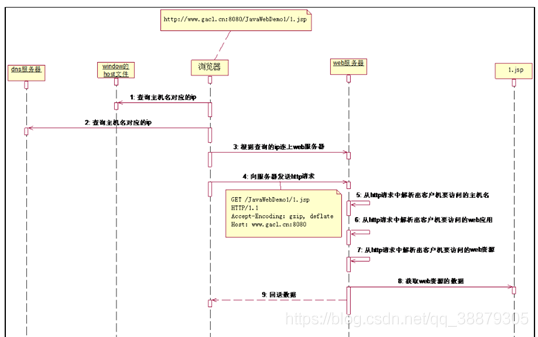 http://www.gacl.cn:8080/JavaWebDemo1/1.jsp
dns服务器
window的
host文件
浏览器
web服务器
1.jsp
1: 查询主机名对应的ip
2: 查询主机名对应的ip
3: 根据查询的ip连上web服务器
4: 向服务器发送http请求
GET /JavaWebDemo1/1.jsp
HTTP/1.1
Accept-Encoding: gzip, deflate
Host: www.gacl.cn:8080
5: 从http请求中解析出客户机要访问的主机名
6: 从http请求中解析出客户机要访问的web应用
7: 从http请求中解析出客户机要访问的web资源
8: 获取web资源的数据
9: 回送数据
https://blog.csdn.net/qq_38879305